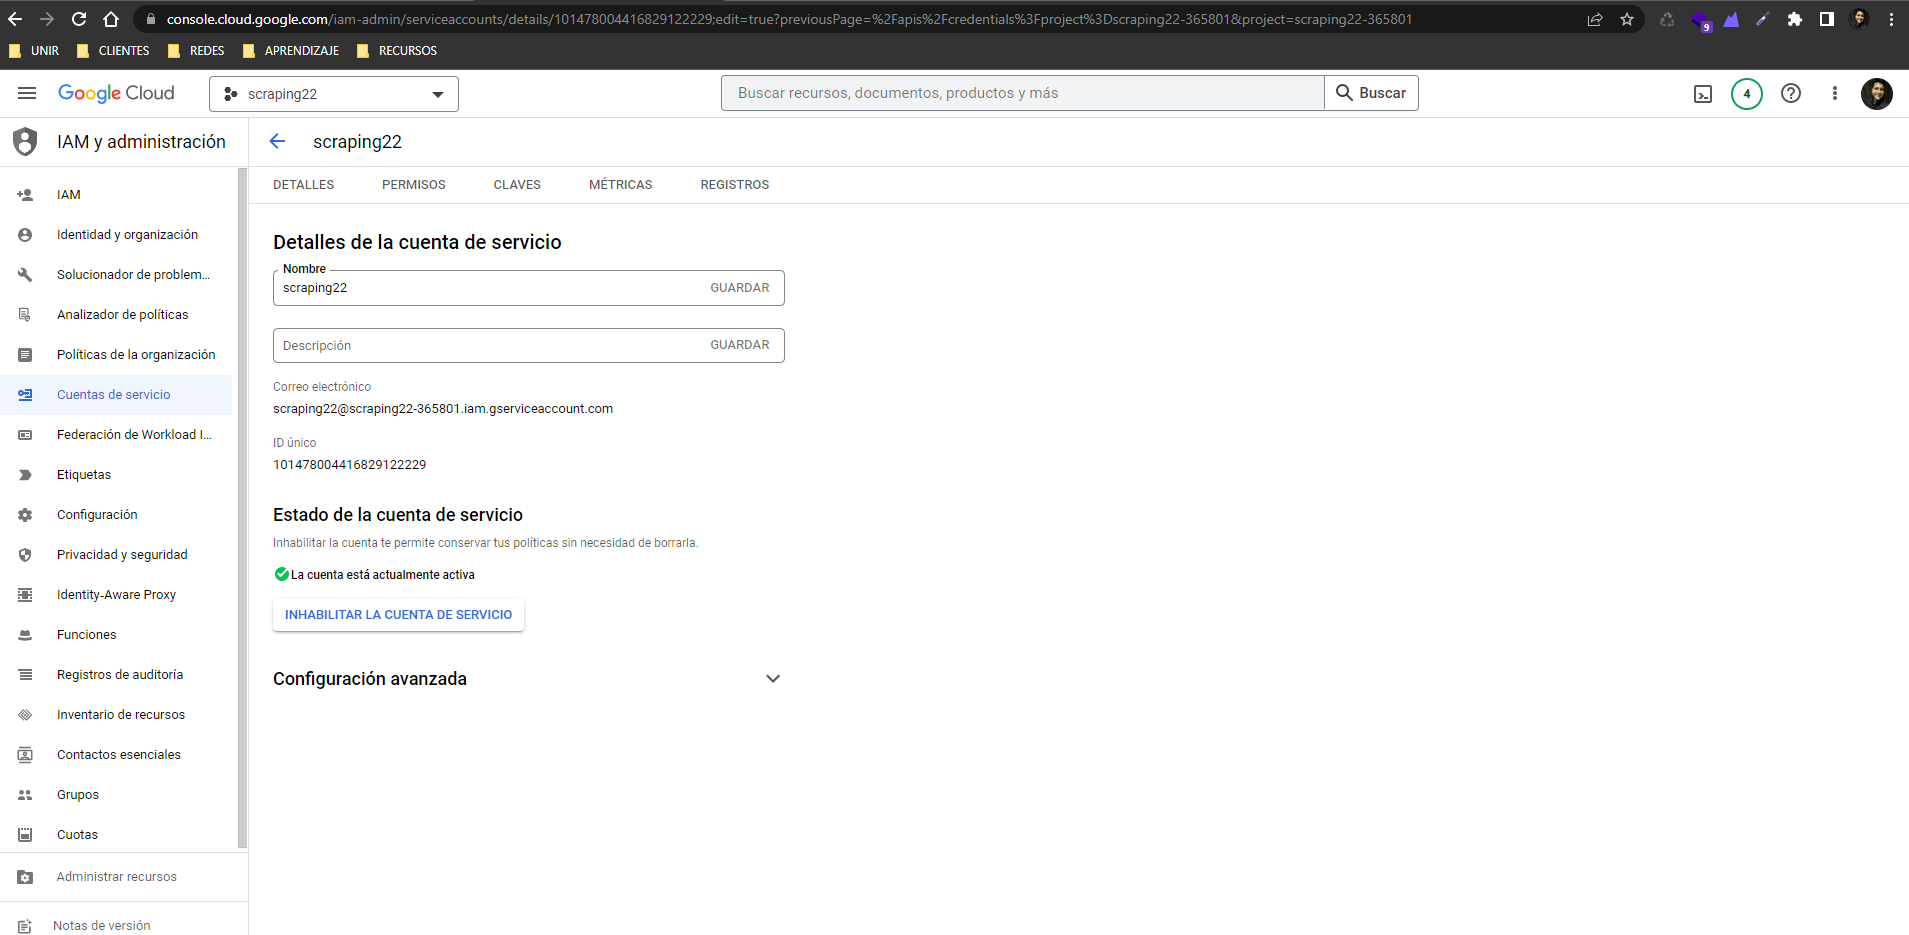 console.cloud.google.com/iam-admin/serviceaccounts/details/101478004416829122229;edit=true?previousPage=%2Fapis%2Fcredentials%3Fproject%3Dscraping22-365801&project=scraping22-365801
9
UNIR CLIENTES REDES APRENDIZAJE RECURSOS
Google Cloud
scraping22
Buscar recursos, documentos, productos y más
Buscar
4
IAM y administración
scraping22
DETALLES PERMISOS CLAVES MÉTRICAS REGISTROS
IAM
Identidad y organización
Solucionador de problem...
Analizador de políticas
Políticas de la organización
Cuentas de servicio
Federación de Workload I...
Etiquetas
Configuración
Privacidad y seguridad
Identity-Aware Proxy
Funciones
Registros de auditoría
Inventario de recursos
Contactos esenciales
Grupos
Cuotas
Administrar recursos
Notas de versión
Detalles de la cuenta de servicio
Nombre
scraping22 GUARDAR
Descripción GUARDAR
Correo electrónico
scraping22@scraping22-365801.iam.gserviceaccount.com
ID único
101478004416829122229
Estado de la cuenta de servicio
Inhabilitar la cuenta te permite conservar tus políticas sin necesidad de borrarla.
La cuenta está actualmente activa
INHABILITAR LA CUENTA DE SERVICIO
Configuración avanzada